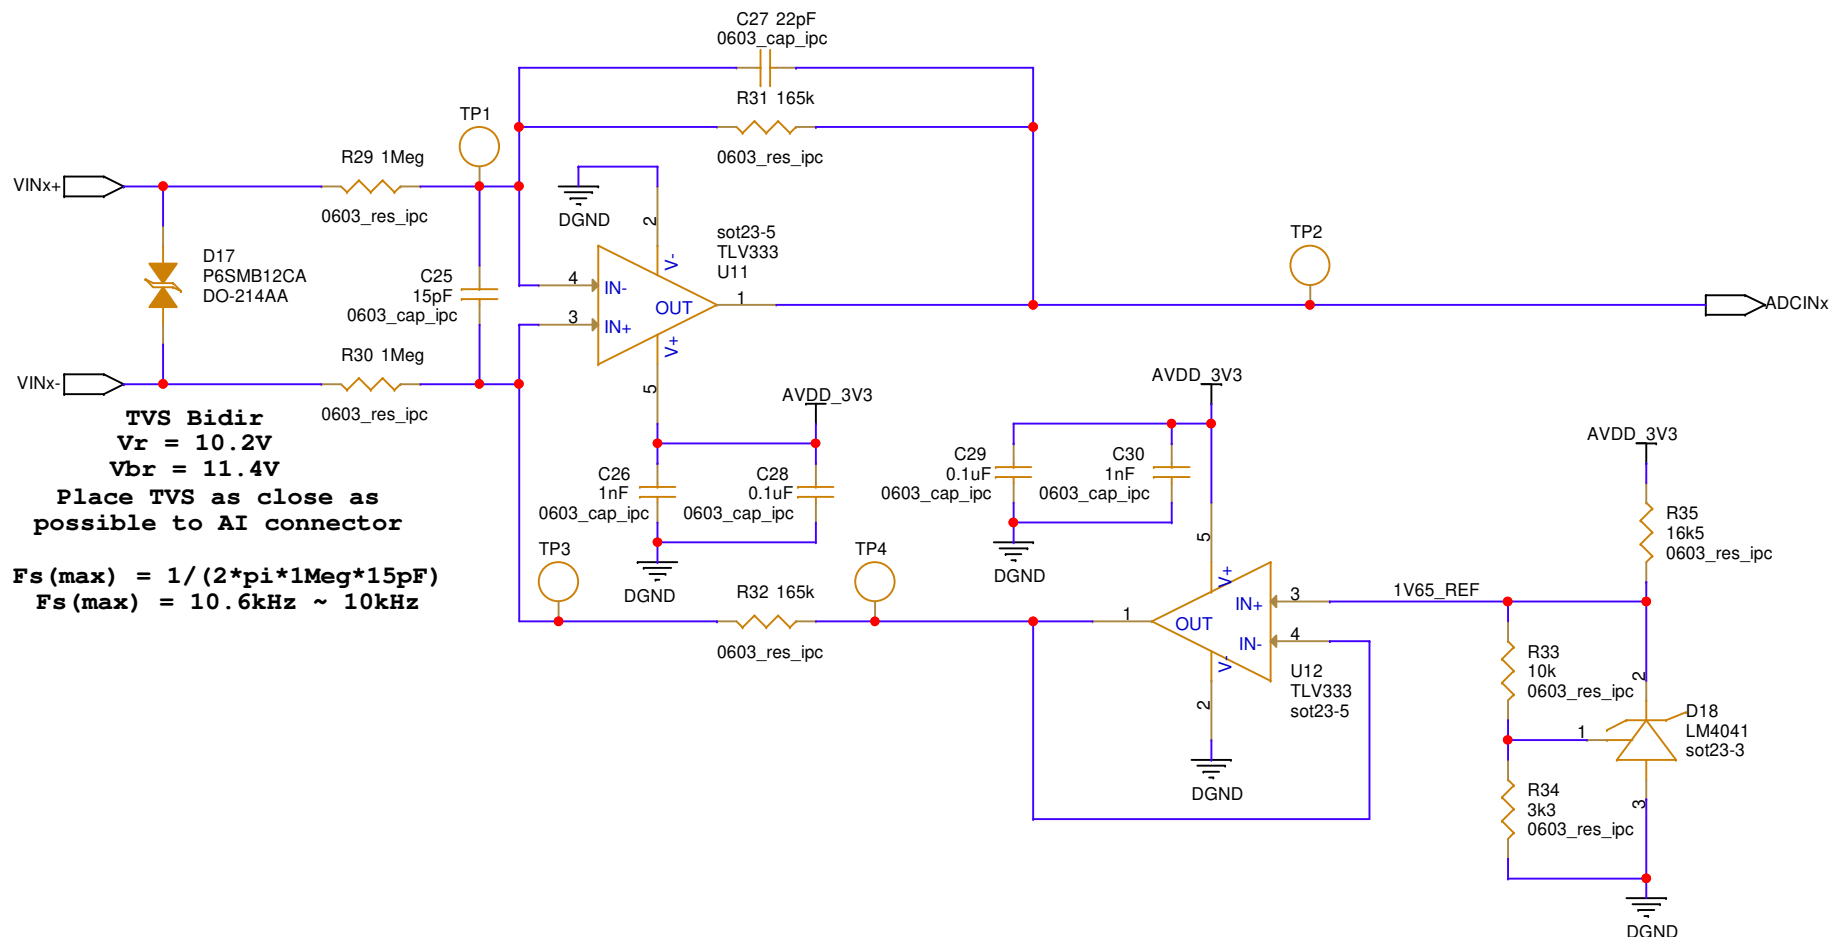 C27 22pF
0603_cap_ipc
R31 165k
0603_res_ipc
TP1
R29 1Meg
0603_res_ipc
VINx+
D17
P6SMB12CA
DO-214AA
C25
15pF
0603_cap_ipc
R30 1Meg
0603_res_ipc
VINx-
DGND
2
V-
sot23-5
TLV333
U11
4
IN-
3
IN+
OUT
1
V+
5
TP2
ADCINx
TVS Bidir
Vr = 10.2V
Vbr = 11.4V
Place TVS as close as
possible to AI connector
Fs(max) = 1/(2*pi*1Meg*15pF)
Fs(max) = 10.6kHz ~ 10kHz
AVDD_3V3
C26
1nF
0603_cap_ipc
C28
0.1uF
0603_cap_ipc
DGND
TP3
R32 165k
0603_res_ipc
TP4
AVDD_3V3
C29
0.1uF
0603_cap_ipc
C30
1nF
0603_cap_ipc
DGND
5
V+
1
OUT
IN+
3
IN-
4
V-
2
U12
TLV333
sot23-5
DGND
1V65_REF
AVDD_3V3
R35
16k5
0603_res_ipc
R33
10k
0603_res_ipc
2
1
D18
LM4041
sot23-3
R34
3k3
0603_res_ipc
3
DGND